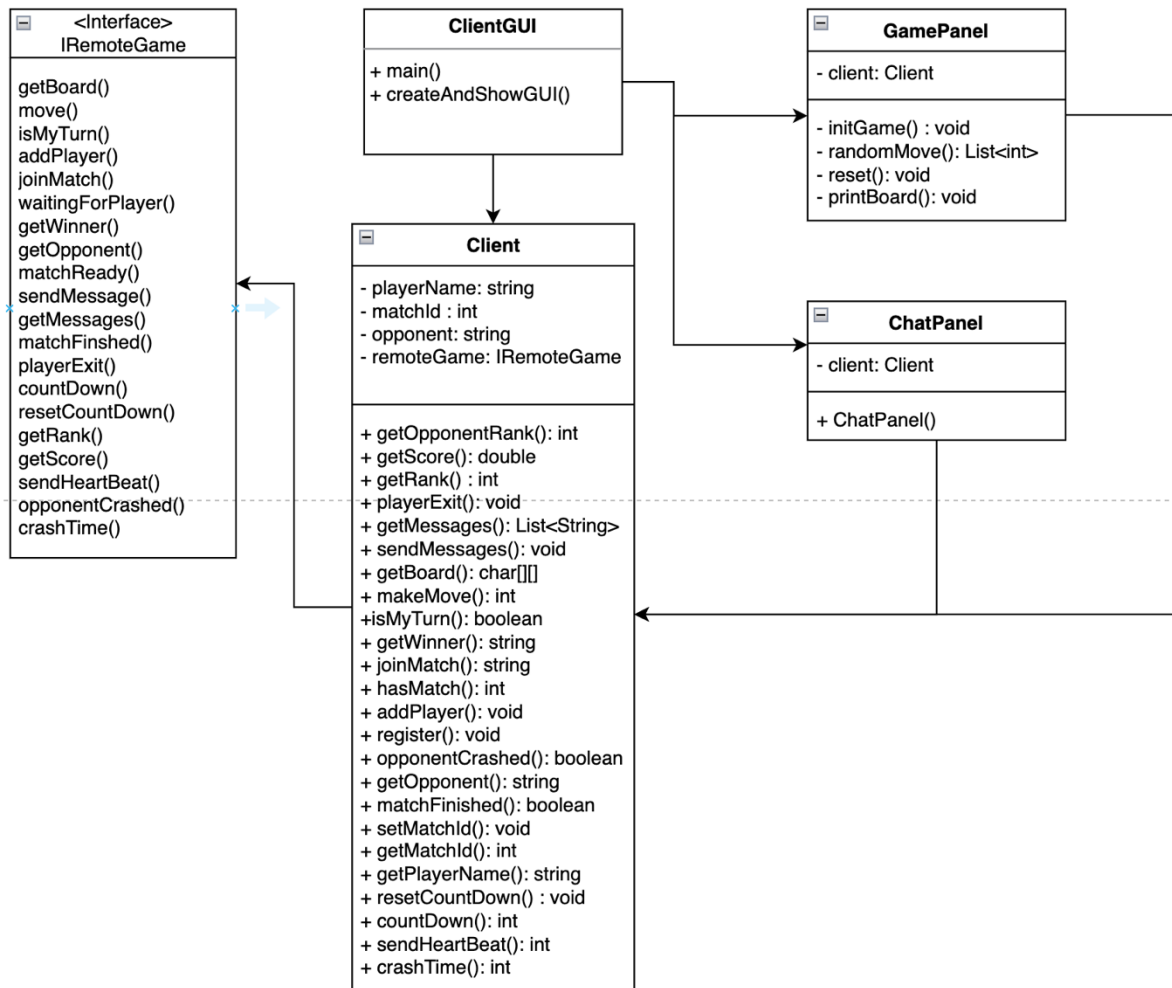 <Interface>
IRemoteGame
getBoard()
move()
isMyTurn()
addPlayer()
joinMatch()
waitingForPlayer()
getWinner()
getOpponent()
matchReady()
sendMessage()
getMessages()
matchFinshed()
playerExit()
countDown()
resetCountDown()
getRank()
getScore()
sendHeartBeat()
opponentCrashed()
crashTime()
ClientGUI
+ main()
+ createAndShowGUI()
Client
- playerName: string
- matchId : int
- opponent: string
- remoteGame: IRemoteGame
+ getOpponentRank(): int
+ getScore(): double
+ getRank() : int
+ playerExit(): void
+ getMessages(): List<String>
+ sendMessages(): void
+ getBoard(): char[][]
+ makeMove(): int
+isMyTurn(): boolean
+ getWinner(): string
+ joinMatch(): string
+ hasMatch(): int
+ addPlayer(): void
+ register(): void
+ opponentCrashed(): boolean
+ getOpponent(): string
+ matchFinished(): boolean
+ setMatchId(): void
+ getMatchId(): int
+ getPlayerName(): string
+ resetCountDown() : void
+ countDown(): int
+ sendHeartBeat(): int
+ crashTime(): int
GamePanel
- client: Client
- initGame() : void
- randomMove(): List<int>
- reset(): void
- printBoard(): void
ChatPanel
- client: Client
+ ChatPanel()